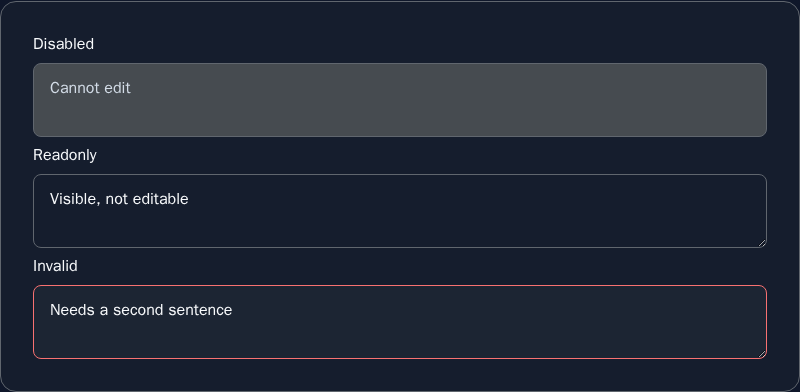 Disabled
Cannot edit
Readonly
Visible, not editable
Invalid
Needs a second sentence